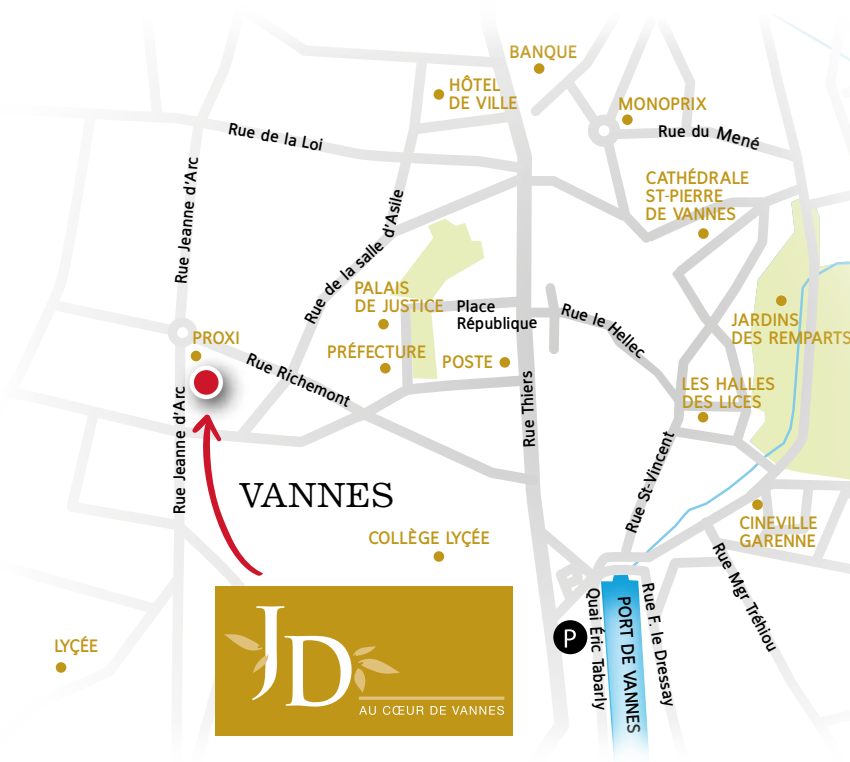 BANQUE
HÔTEL
DE VILLE
MONOPRIX
Rue du Mené
Rue de la Loi
CATHÉDRALE
ST-PIERRE
DE VANNES
Rue Jeanne d'Arc
Rue de la salle d'Asile
PALAIS
DE JUSTICE
Place
République
Rue le Hellec
JARDINS
DES REMPARTS
PROXI
PRÉFECTURE
POSTE
Rue Richemont
Rue Thiers
LES HALLES
DES LICES
Rue Jeanne d'Arc
VANNES
Rue St-Vincent
COLLÈGE LYÇÉE
CINEVILLE
GARENNE
Rue Mgr Tréhiou
LYÇÉE
P
Quai Éric Tabarly
PORT DE VANNES
Rue F. le Dressay
JD
AU CŒUR DE VANNES